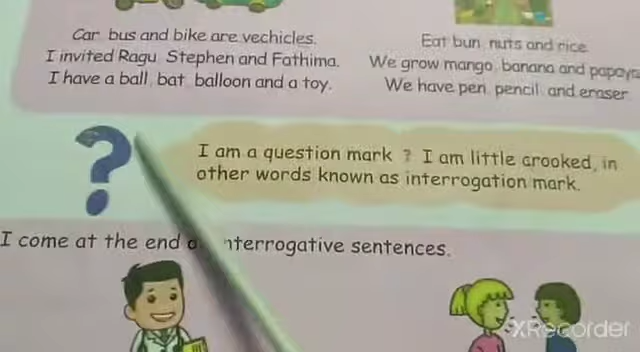 Car bus and bike are vechicles.
I invited Ragu Stephen and Fathima.
I have a ball bat balloon and a toy.
Eat bun nuts and rice
We grow mango, banana and papaya
We have pen, pencil and eraser
?
I am a question mark ? I am little crooked, in
other words known as interrogation mark.
I come at the end of interrogative sentences.
XRecorder